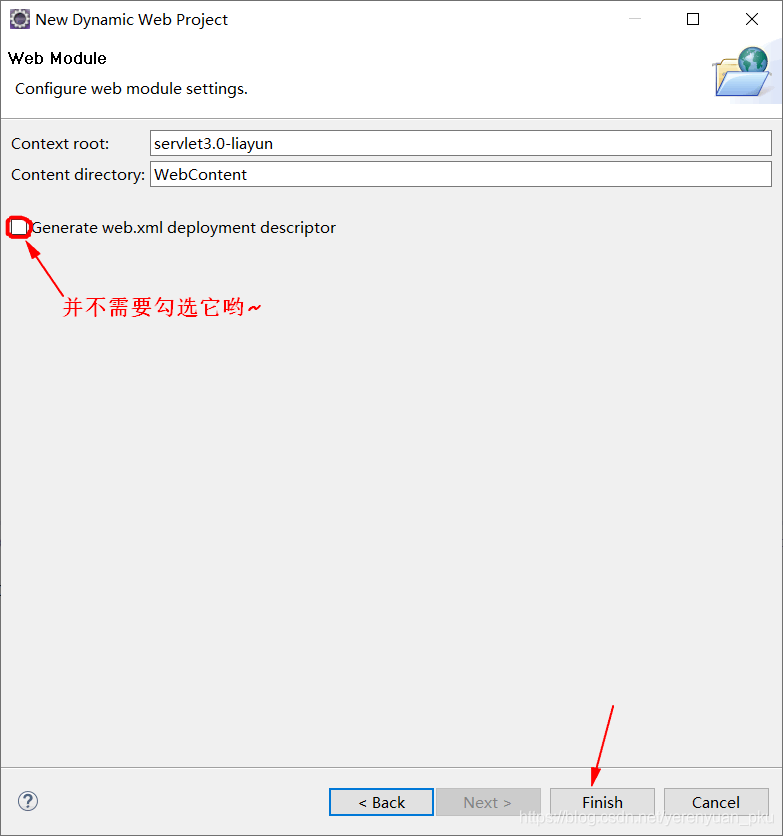 New Dynamic Web Project
Web Module
Configure web module settings.
Context root: servlet3.0-liayun
Content directory: WebContent
Generate web.xml deployment descriptor
并不需要勾选它哟~
< Back Next > Finish Cancel
https://blog.csdn.net/yerenyuan_pku